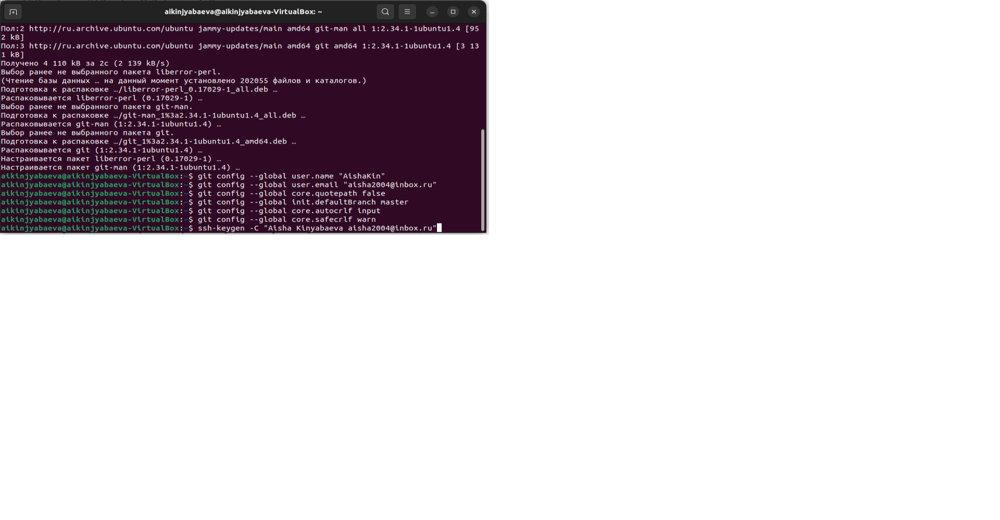 aikinjyabaeva@aikinjyabaeva-VirtualBox: ~
Пол:2 http://ru.archive.ubuntu.com/ubuntu jammy-updates/main amd64 git-man all 1:2.34.1-1ubuntu1.4 [95
2 kB]
Пол:3 http://ru.archive.ubuntu.com/ubuntu jammy-updates/main amd64 git amd64 1:2.34.1-1ubuntu1.4 [3 13
1 kB]
Получено 4 110 kB за 2с (2 139 kB/s)
Выбор ранее не выбранного пакета liberror-perl.
(Чтение базы данных … на данный момент установлено 202055 файлов и каталогов.)
Подготовка к распаковке …/liberror-perl_0.17029-1_all.deb …
Распаковывается liberror-perl (0.17029-1) …
Выбор ранее не выбранного пакета git-man.
Подготовка к распаковке …/git-man_1%3a2.34.1-1ubuntu1.4_all.deb …
Распаковывается git-man (1:2.34.1-1ubuntu1.4) …
Выбор ранее не выбранного пакета git.
Подготовка к распаковке …/git_1%3a2.34.1-1ubuntu1.4_amd64.deb …
Распаковывается git (1:2.34.1-1ubuntu1.4) …
Настраивается пакет liberror-perl (0.17029-1) …
Настраивается пакет git-man (1:2.34.1-1ubuntu1.4) …
aikinjyabaeva@aikinjyabaeva-VirtualBox:~$ git config --global user.name "AishaKin"
aikinjyabaeva@aikinjyabaeva-VirtualBox:~$ git config --global user.email "aisha2004@inbox.ru"
aikinjyabaeva@aikinjyabaeva-VirtualBox:~$ git config --global core.quotepath false
aikinjyabaeva@aikinjyabaeva-VirtualBox:~$ git config --global init.defaultBranch master
aikinjyabaeva@aikinjyabaeva-VirtualBox:~$ git config --global core.autocrlf input
aikinjyabaeva@aikinjyabaeva-VirtualBox:~$ git config --global core.safecrlf warn
aikinjyabaeva@aikinjyabaeva-VirtualBox:~$ ssh-keygen -C "Aisha Kinyabaeva aisha2004@inbox.ru"